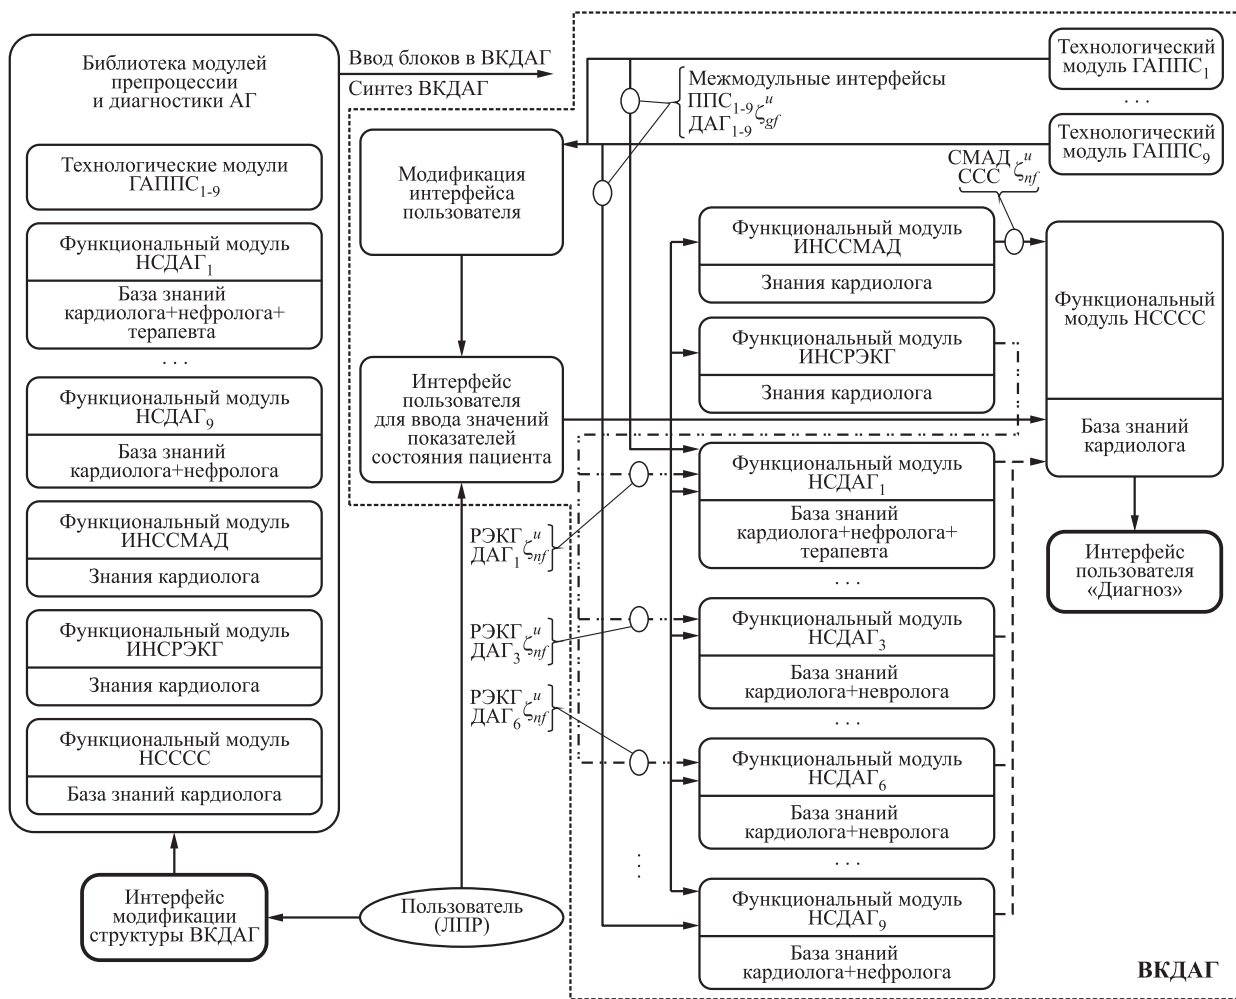 Библиотека модулей
препроцессии
и диагностики АГ
Технологические модули
ГАППС1-9
Функциональный модуль
НСДАГ1
База знаний
кардиолога+нефролога+
терапевта
. . .
Функциональный модуль
НСДАГ9
База знаний
кардиолога+нефролога
Функциональный модуль
ИНССМАД
Знания кардиолога
Функциональный модуль
ИНСРЭКГ
Знания кардиолога
Функциональный модуль
НСССС
База знаний кардиолога
Интерфейс
модификации
структуры ВКДАГ
Ввод блоков в ВКДАГ
Синтез ВКДАГ
Модификация
интерфейса
пользователя
Интерфейс
пользователя
для ввода значений
показателей
состояния пациента
РЭКГ
ДАГ1 ζ^u_nf
РЭКГ
ДАГ3 ζ^u_nf
РЭКГ
ДАГ6 ζ^u_nf
Пользователь
(ЛПР)
Межмодульные интерфейсы
ППС1-9
ДАГ1-9 ζ^u_gf
Технологический
модуль ГАППС1
. . .
Технологический
модуль ГАППС9
СМАД
ССС ζ^u_nf
Функциональный модуль
ИНССМАД
Знания кардиолога
Функциональный модуль
ИНСРЭКГ
Знания кардиолога
Функциональный модуль
НСДАГ1
База знаний
кардиолога+нефролога+
терапевта
. . .
Функциональный модуль
НСДАГ3
База знаний
кардиолога+невролога
. . .
Функциональный модуль
НСДАГ6
База знаний
кардиолога+невролога
. . .
. . .
Функциональный модуль
НСДАГ9
База знаний
кардиолога+нефролога
Функциональный
модуль НСССС
База знаний
кардиолога
Интерфейс
пользователя
«Диагноз»
ВКДАГ